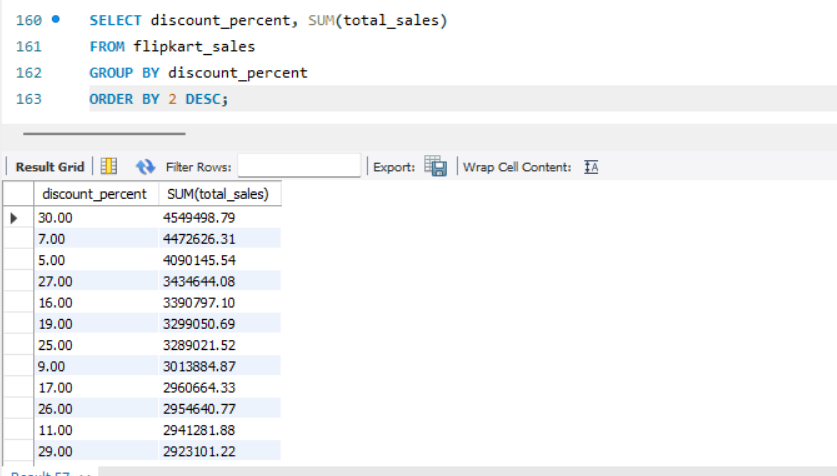 160 SELECT discount_percent, SUM(total_sales)
161 FROM flipkart_sales
162 GROUP BY discount_percent
163 ORDER BY 2 DESC;
Result Grid Filter Rows: Export: Wrap Cell Content:
discount_percent SUM(total_sales)
30.00 4549498.79
7.00 4472626.31
5.00 4090145.54
27.00 3434644.08
16.00 3390797.10
19.00 3299050.69
25.00 3289021.52
9.00 3013884.87
17.00 2960664.33
26.00 2954640.77
11.00 2941281.88
29.00 2923101.22